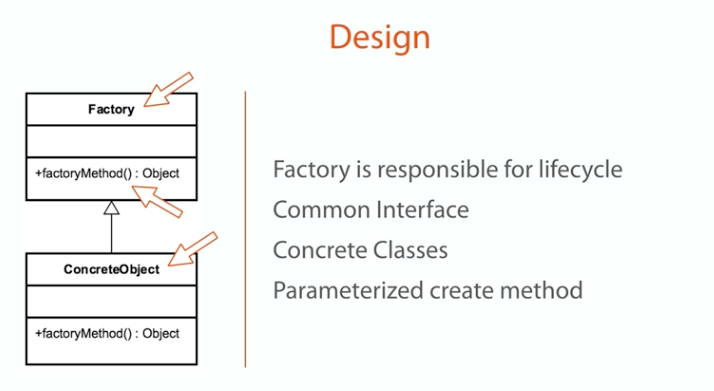 Design
Factory
+factoryMethod() : Object
ConcreteObject
+factoryMethod() : Object
Factory is responsible for lifecycle
Common Interface
Concrete Classes
Parameterized create method